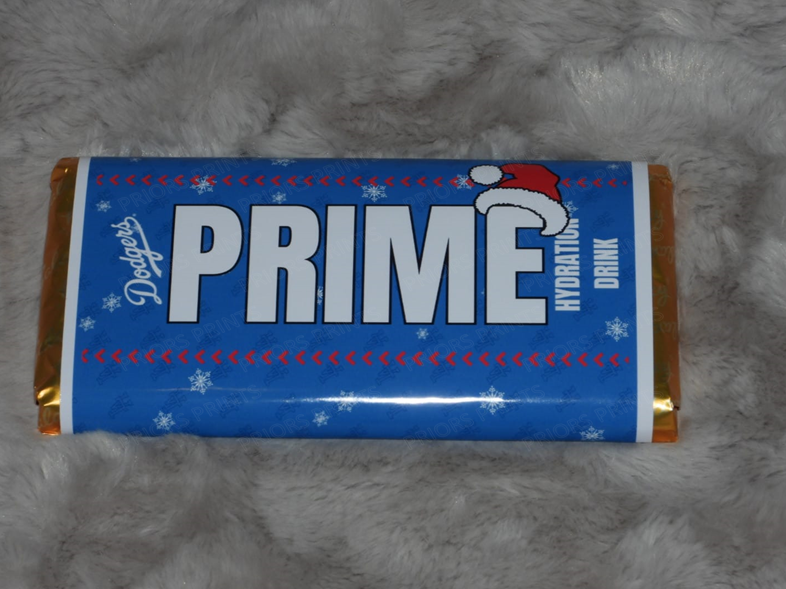 Dodgers
PRIME
HYDRATION
DRINK